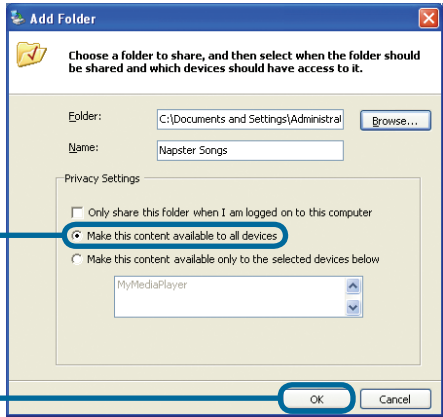 Add Folder
Choose a folder to share, and then select when the folder should
be shared and which devices should have access to it.
Folder:
C:\Documents and Settings\Administrat
Browse...
Name:
Napster Songs
Privacy Settings
Only share this folder when I am logged on to this computer
Make this content available to all devices
Make this content available only to the selected devices below
MyMediaPlayer
OK
Cancel